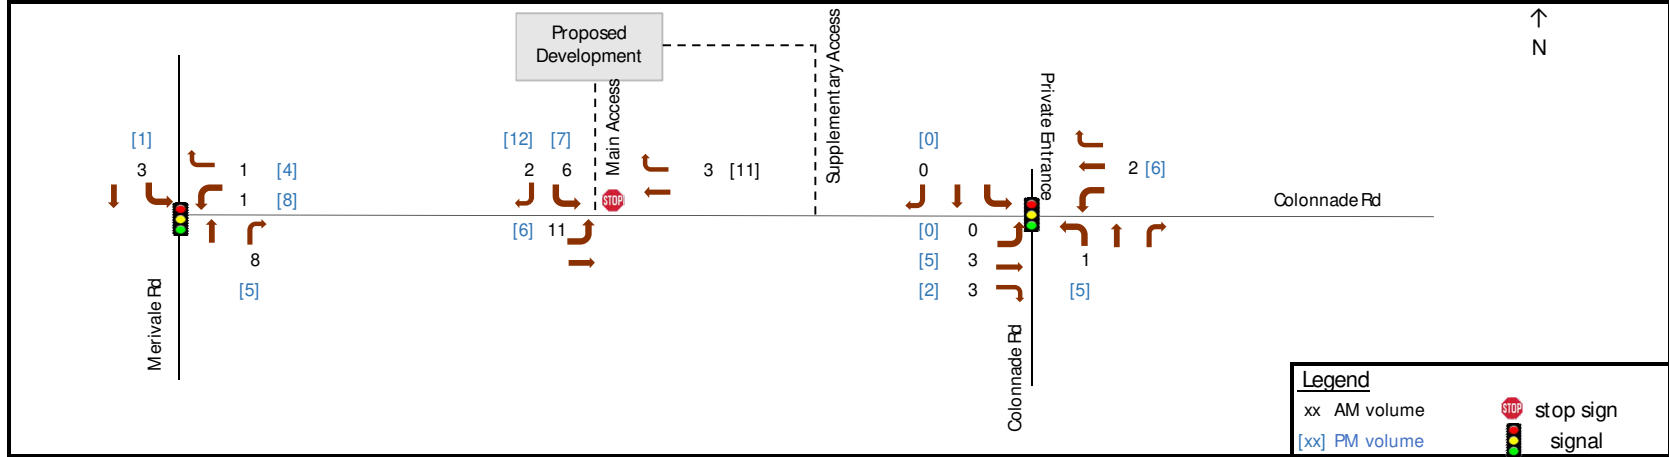 Proposed
Development
N
Main Access
Supplementary Access
Private Entrance
[1]
3
1 [4]
1 [8]
8
[5]
Merivale Rd
[12] [7]
2 6
STOP
3 [11]
[6] 11
[0]
0
2 [6]
Colonnade Rd
[0] 0
[5] 3
[2] 3
1
[5]
Colonnade Rd
Legend
xx AM volume
STOP stop sign
[xx] PM volume
signal